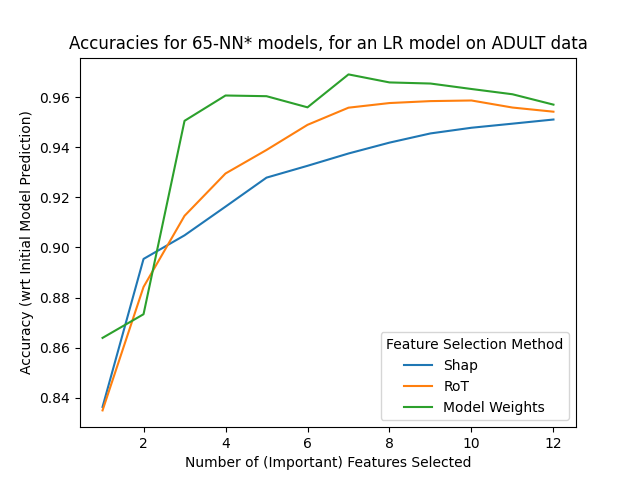 Accuracies for 65-NN* models, for an LR model on ADULT data
Accuracy (wrt Initial Model Prediction)
0.96
0.94
0.92
0.90
0.88
0.86
0.84
Feature Selection Method
Shap
RoT
Model Weights
2 4 6 8 10 12
Number of (Important) Features Selected